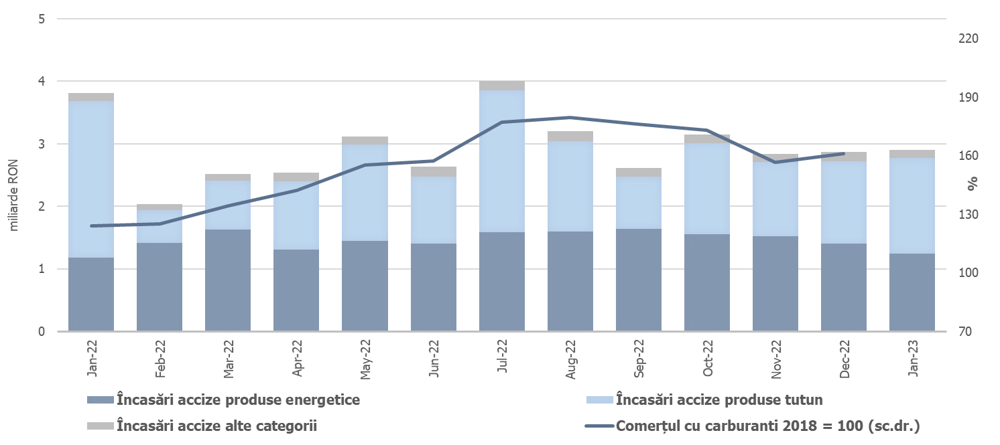 5
4
3
2
1
0
miliarde RON
220
190
160
130
100
70
%
Jan-22
Feb-22
Mar-22
Apr-22
May-22
Jun-22
Jul-22
Aug-22
Sep-22
Oct-22
Nov-22
Dec-22
Jan-23
Încasări accize produse energetice
Încasări accize produse tutun
Încasări accize alte categorii
Comerțul cu carburanti 2018 = 100 (sc.dr.)